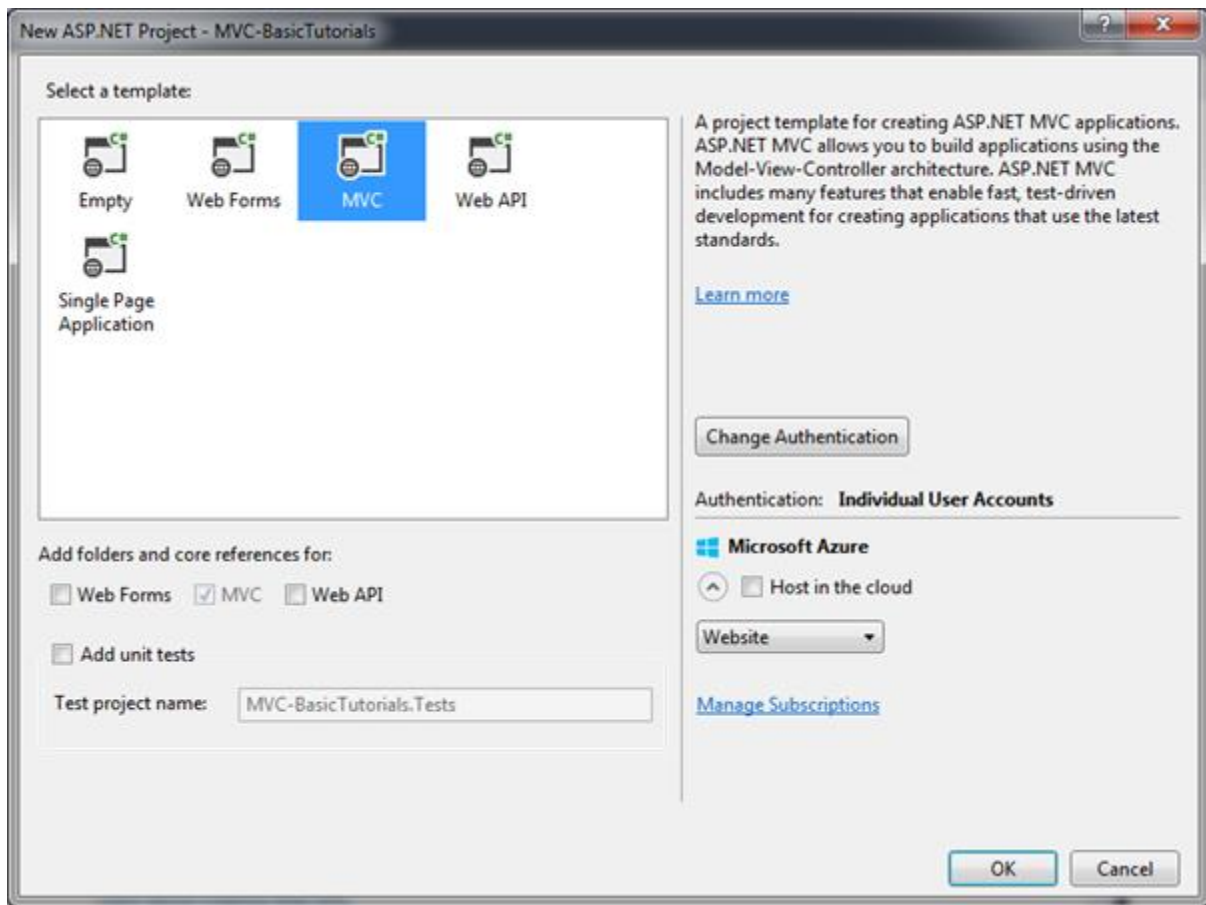 New ASP.NET Project - MVC-BasicTutorials
Select a template:
Empty
Web Forms
MVC
Web API
Single Page
Application
A project template for creating ASP.NET MVC applications.
ASP.NET MVC allows you to build applications using the
Model-View-Controller architecture. ASP.NET MVC
includes many features that enable fast, test-driven
development for creating applications that use the latest
standards.
Learn more
Change Authentication
Authentication: Individual User Accounts
Microsoft Azure
Host in the cloud
Website
Manage Subscriptions
Add folders and core references for:
Web Forms MVC Web API
Add unit tests
Test project name: MVC-BasicTutorials.Tests
OK Cancel